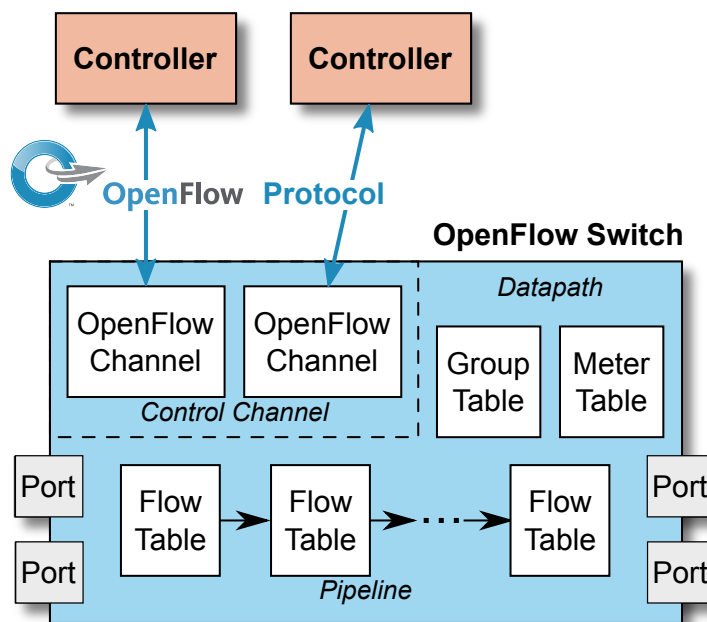 Controller Controller
OpenFlow Protocol
™
OpenFlow Switch
Datapath
OpenFlow
Channel
OpenFlow
Channel
Group
Table
Meter
Table
Control Channel
Port
Port
Flow
Table
Flow
Table
...
Flow
Table
Port
Port
Pipeline